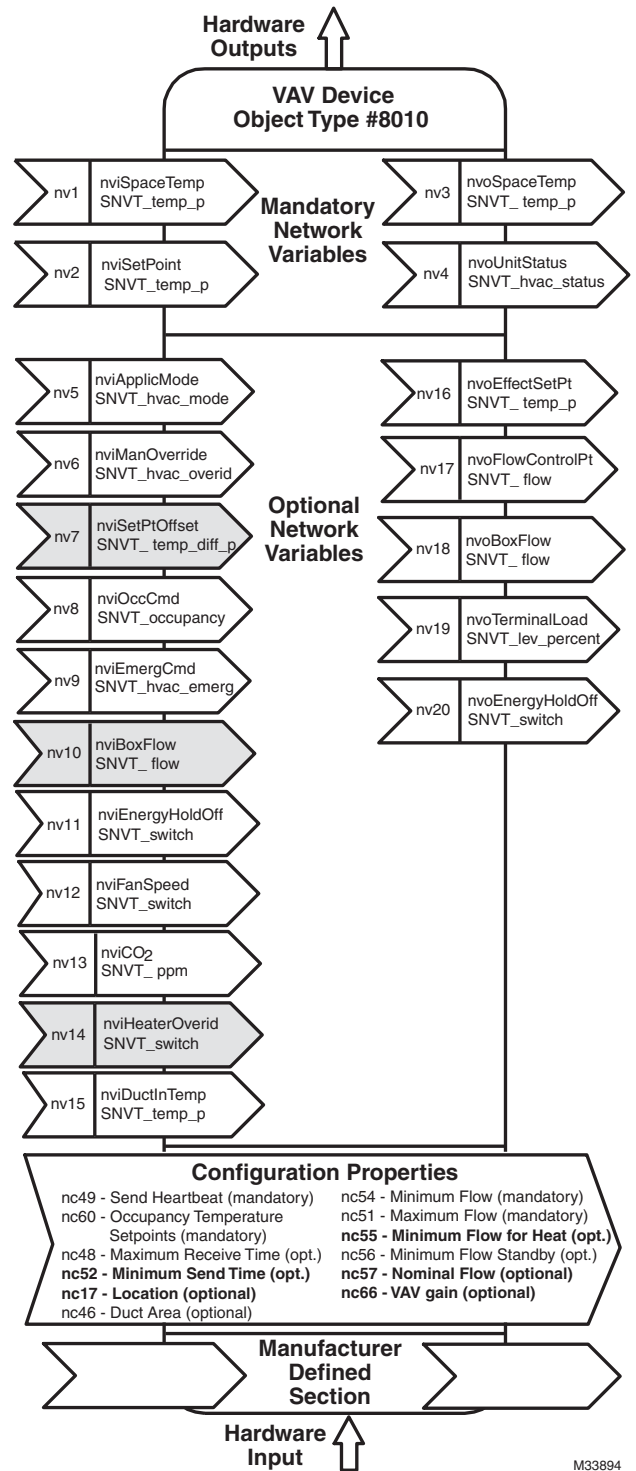 Hardware
Outputs
VAV Device
Object Type #8010
nv1
nviSpaceTemp
SNVT_temp_p
nv2
nviSetPoint
SNVT_temp_p
Mandatory
Network
Variables
nv3
nvoSpaceTemp
SNVT_ temp_p
nv4
nvoUnitStatus
SNVT_hvac_status
nv5
nviApplicMode
SNVT_hvac_mode
nv6
nviManOverride
SNVT_hvac_overid
nv7
nviSetPtOffset
SNVT_ temp_diff_p
nv8
nviOccCmd
SNVT_occupancy
nv9
nviEmergCmd
SNVT_hvac_emerg
nv10
nviBoxFlow
SNVT_ flow
nv11
nviEnergyHoldOff
SNVT_switch
nv12
nviFanSpeed
SNVT_switch
nv13
nviCO2
SNVT_ ppm
nv14
nviHeaterOverid
SNVT_switch
nv15
nviDuctInTemp
SNVT_temp_p
Optional
Network
Variables
nv16
nvoEffectSetPt
SNVT_ temp_p
nv17
nvoFlowControlPt
SNVT_ flow
nv18
nvoBoxFlow
SNVT_ flow
nv19
nvoTerminalLoad
SNVT_lev_percent
nv20
nvoEnergyHoldOff
SNVT_switch
Configuration Properties
nc49 - Send Heartbeat (mandatory)
nc60 - Occupancy Temperature
Setpoints (mandatory)
nc48 - Maximum Receive Time (opt.)
nc52 - Minimum Send Time (opt.)
nc17 - Location (optional)
nc46 - Duct Area (optional)
nc54 - Minimum Flow (mandatory)
nc51 - Maximum Flow (mandatory)
nc55 - Minimum Flow for Heat (opt.)
nc56 - Minimum Flow Standby (opt.)
nc57 - Nominal Flow (optional)
nc66 - VAV gain (optional)
Manufacturer
Defined
Section
Hardware
Input
M33894